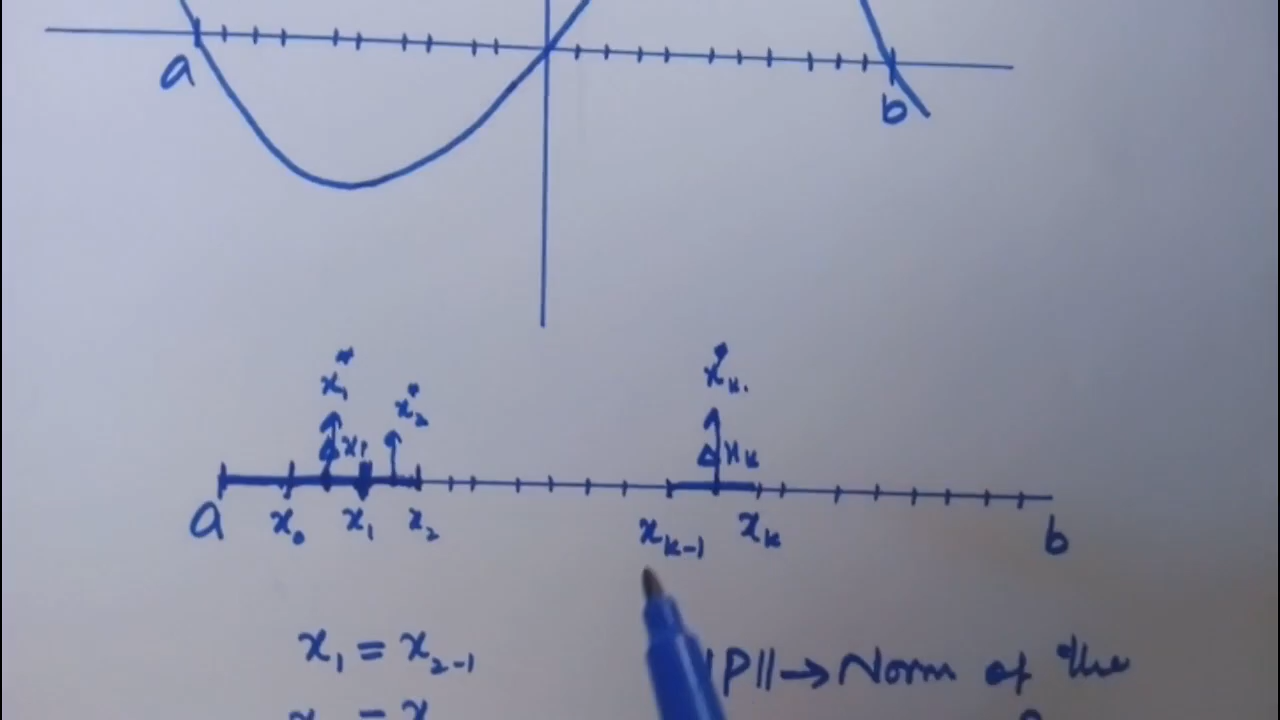 a
b
x₁*
x₂*
xₖ*
Δx₁
Δxₖ
a x₀ x₁ x₂ xₖ₋₁ xₖ b
x₁ = x₂₋₁
‖P‖ → Norm of the